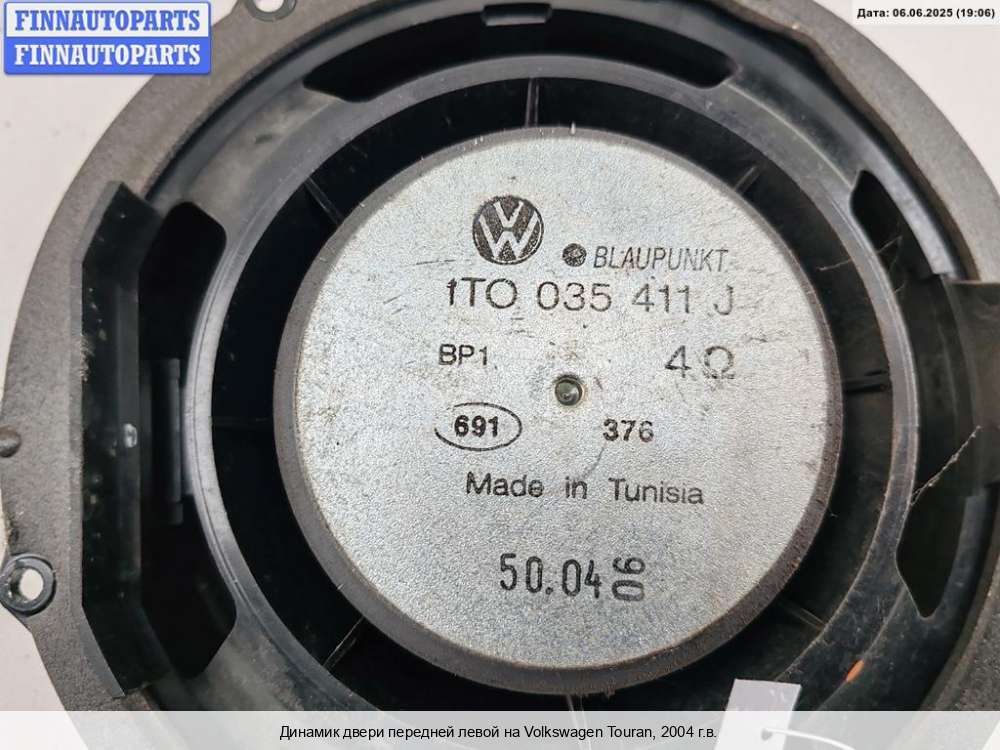 FINNAUTOPARTS
FINNAUTOPARTS
Дата: 06.06.2025 (19:06)
BLAUPUNKT
1TO 035 411 J
BP1 4Ω
691 376
Made in Tunisia
50.04 06
Динамик двери передней левой на Volkswagen Touran, 2004 г.в.